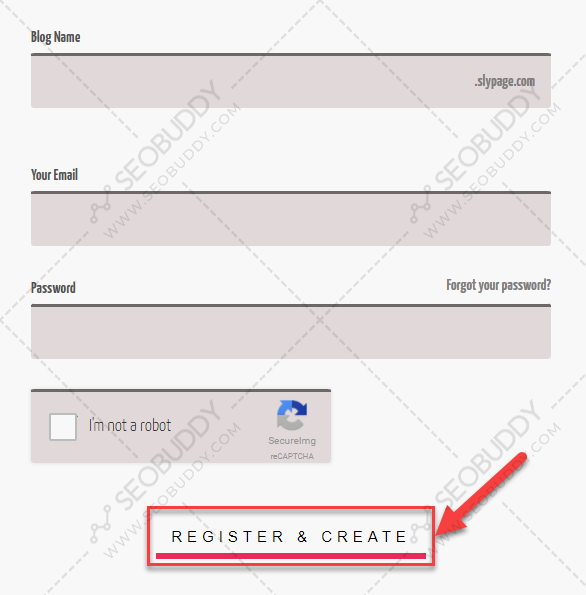 Blog Name
.slypage.com
SEOBUDDY
WWW.SEOBUDDY.COM
SEOBUDDY
WWW.SEOBUDDY.COM
Your Email
Password
Forgot your password?
I'm not a robot
SecureImg
reCAPTCHA
SEOBUDDY
WWW.SEOBUDDY.COM
SEOBUDDY
WWW.SEOBUDDY.COM
REGISTER & CREATE